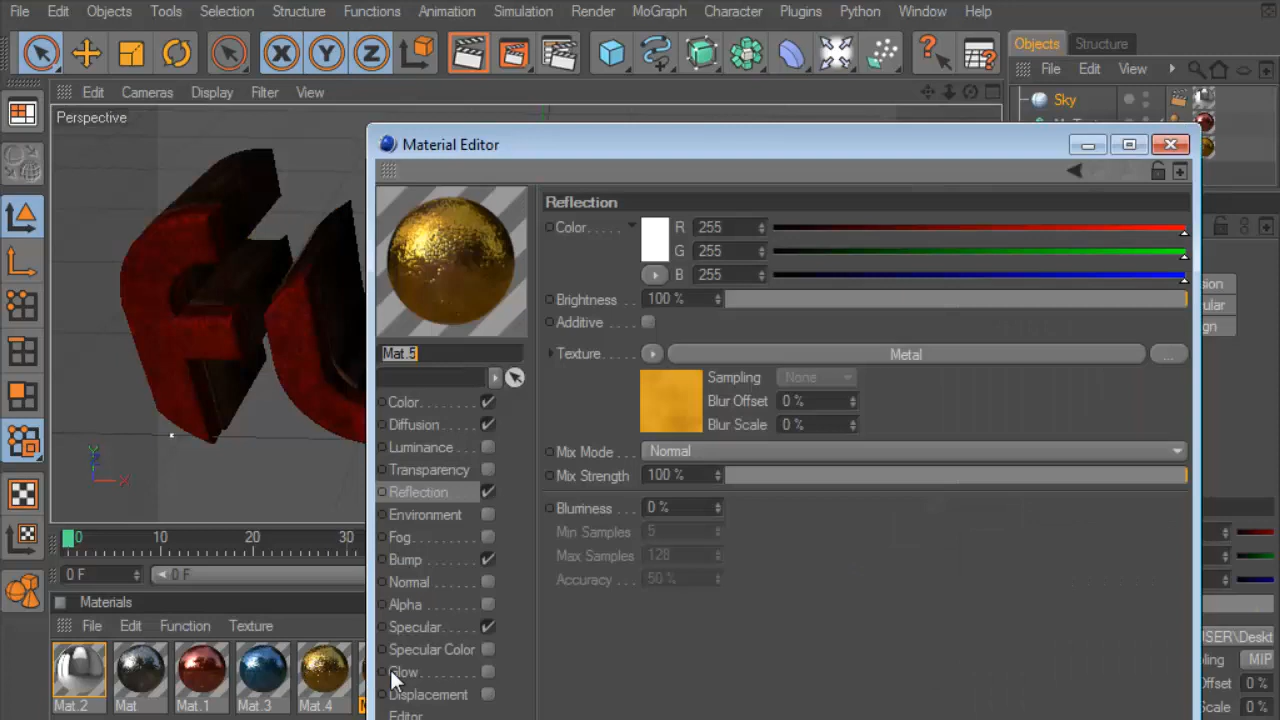 File Edit Objects Tools Selection Structure Functions Animation Simulation Render MoGraph Character Plugins Python Window Help
X Y Z
Objects Structure
File Edit View
Edit Cameras Display Filter View
Sky
Perspective
Material Editor
Reflection
Color R 255
G 255
B 255
Brightness 100 %
Additive
Texture Metal ...
Sampling None
Blur Offset 0 %
Blur Scale 0 %
Mix Mode Normal
Mix Strength 100 %
Blurriness 0 %
Min Samples 5
Max Samples 128
Accuracy 50 %
Mat.5
Color
Diffusion
Luminance
Transparency
Reflection
Environment
Fog
Bump
Normal
Alpha
Specular
Specular Color
Glow
Displacement
Editor
0 10 20 30
0 F 0 F
Materials
File Edit Function Texture
Mat.2 Mat Mat.1 Mat.3 Mat.4
MIP
0 %
0 %